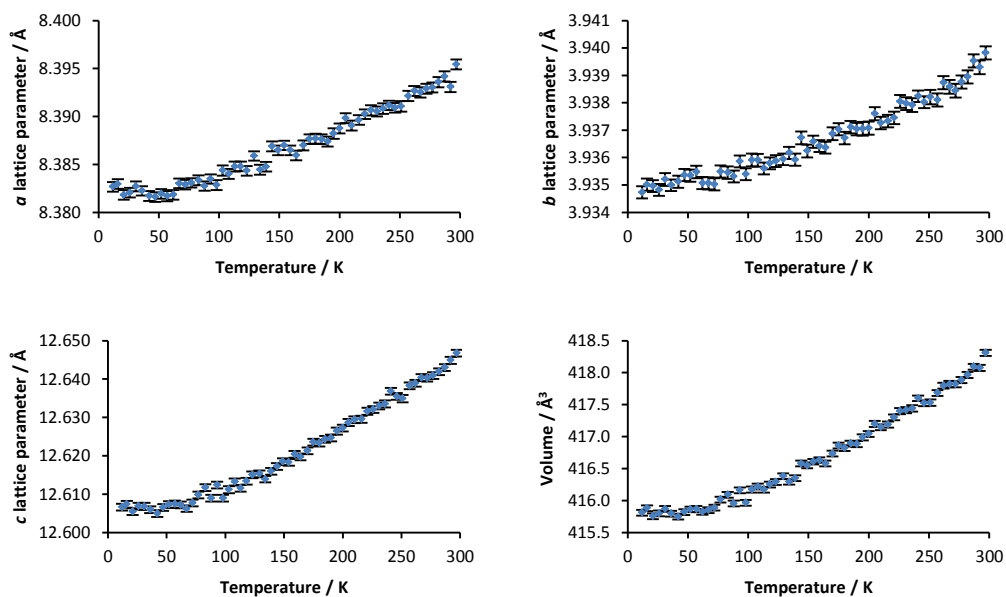 a lattice parameter / Å
8.400
8.395
8.390
8.385
8.380
0 50 100 150 200 250 300
Temperature / K
b lattice parameter / Å
3.941
3.940
3.939
3.938
3.937
3.936
3.935
3.934
0 50 100 150 200 250 300
Temperature / K
c lattice parameter / Å
12.650
12.640
12.630
12.620
12.610
12.600
0 50 100 150 200 250 300
Temperature / K
Volume / Å³
418.5
418.0
417.5
417.0
416.5
416.0
415.5
0 50 100 150 200 250 300
Temperature / K